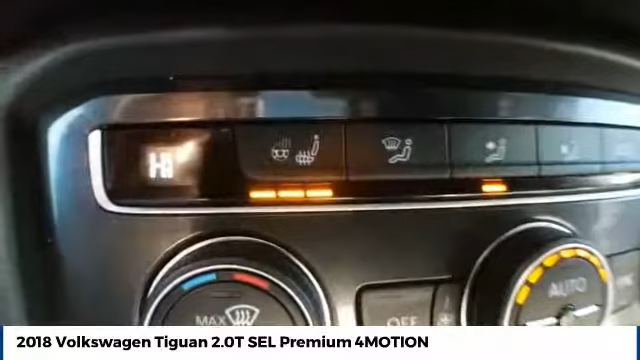 HI
MAX
OFF
AUTO
2018 Volkswagen Tiguan 2.0T SEL Premium 4MOTION